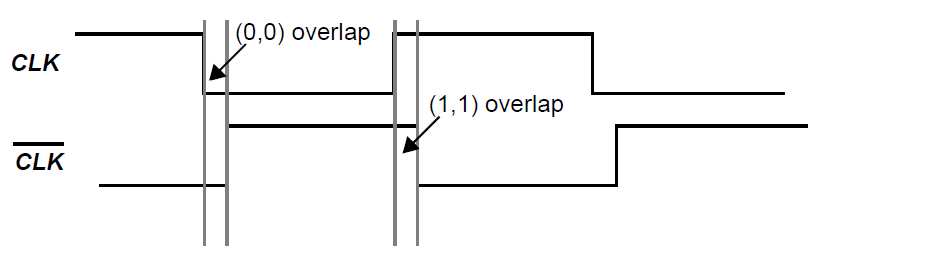 (0,0) overlap
CLK
(1,1) overlap
CLK